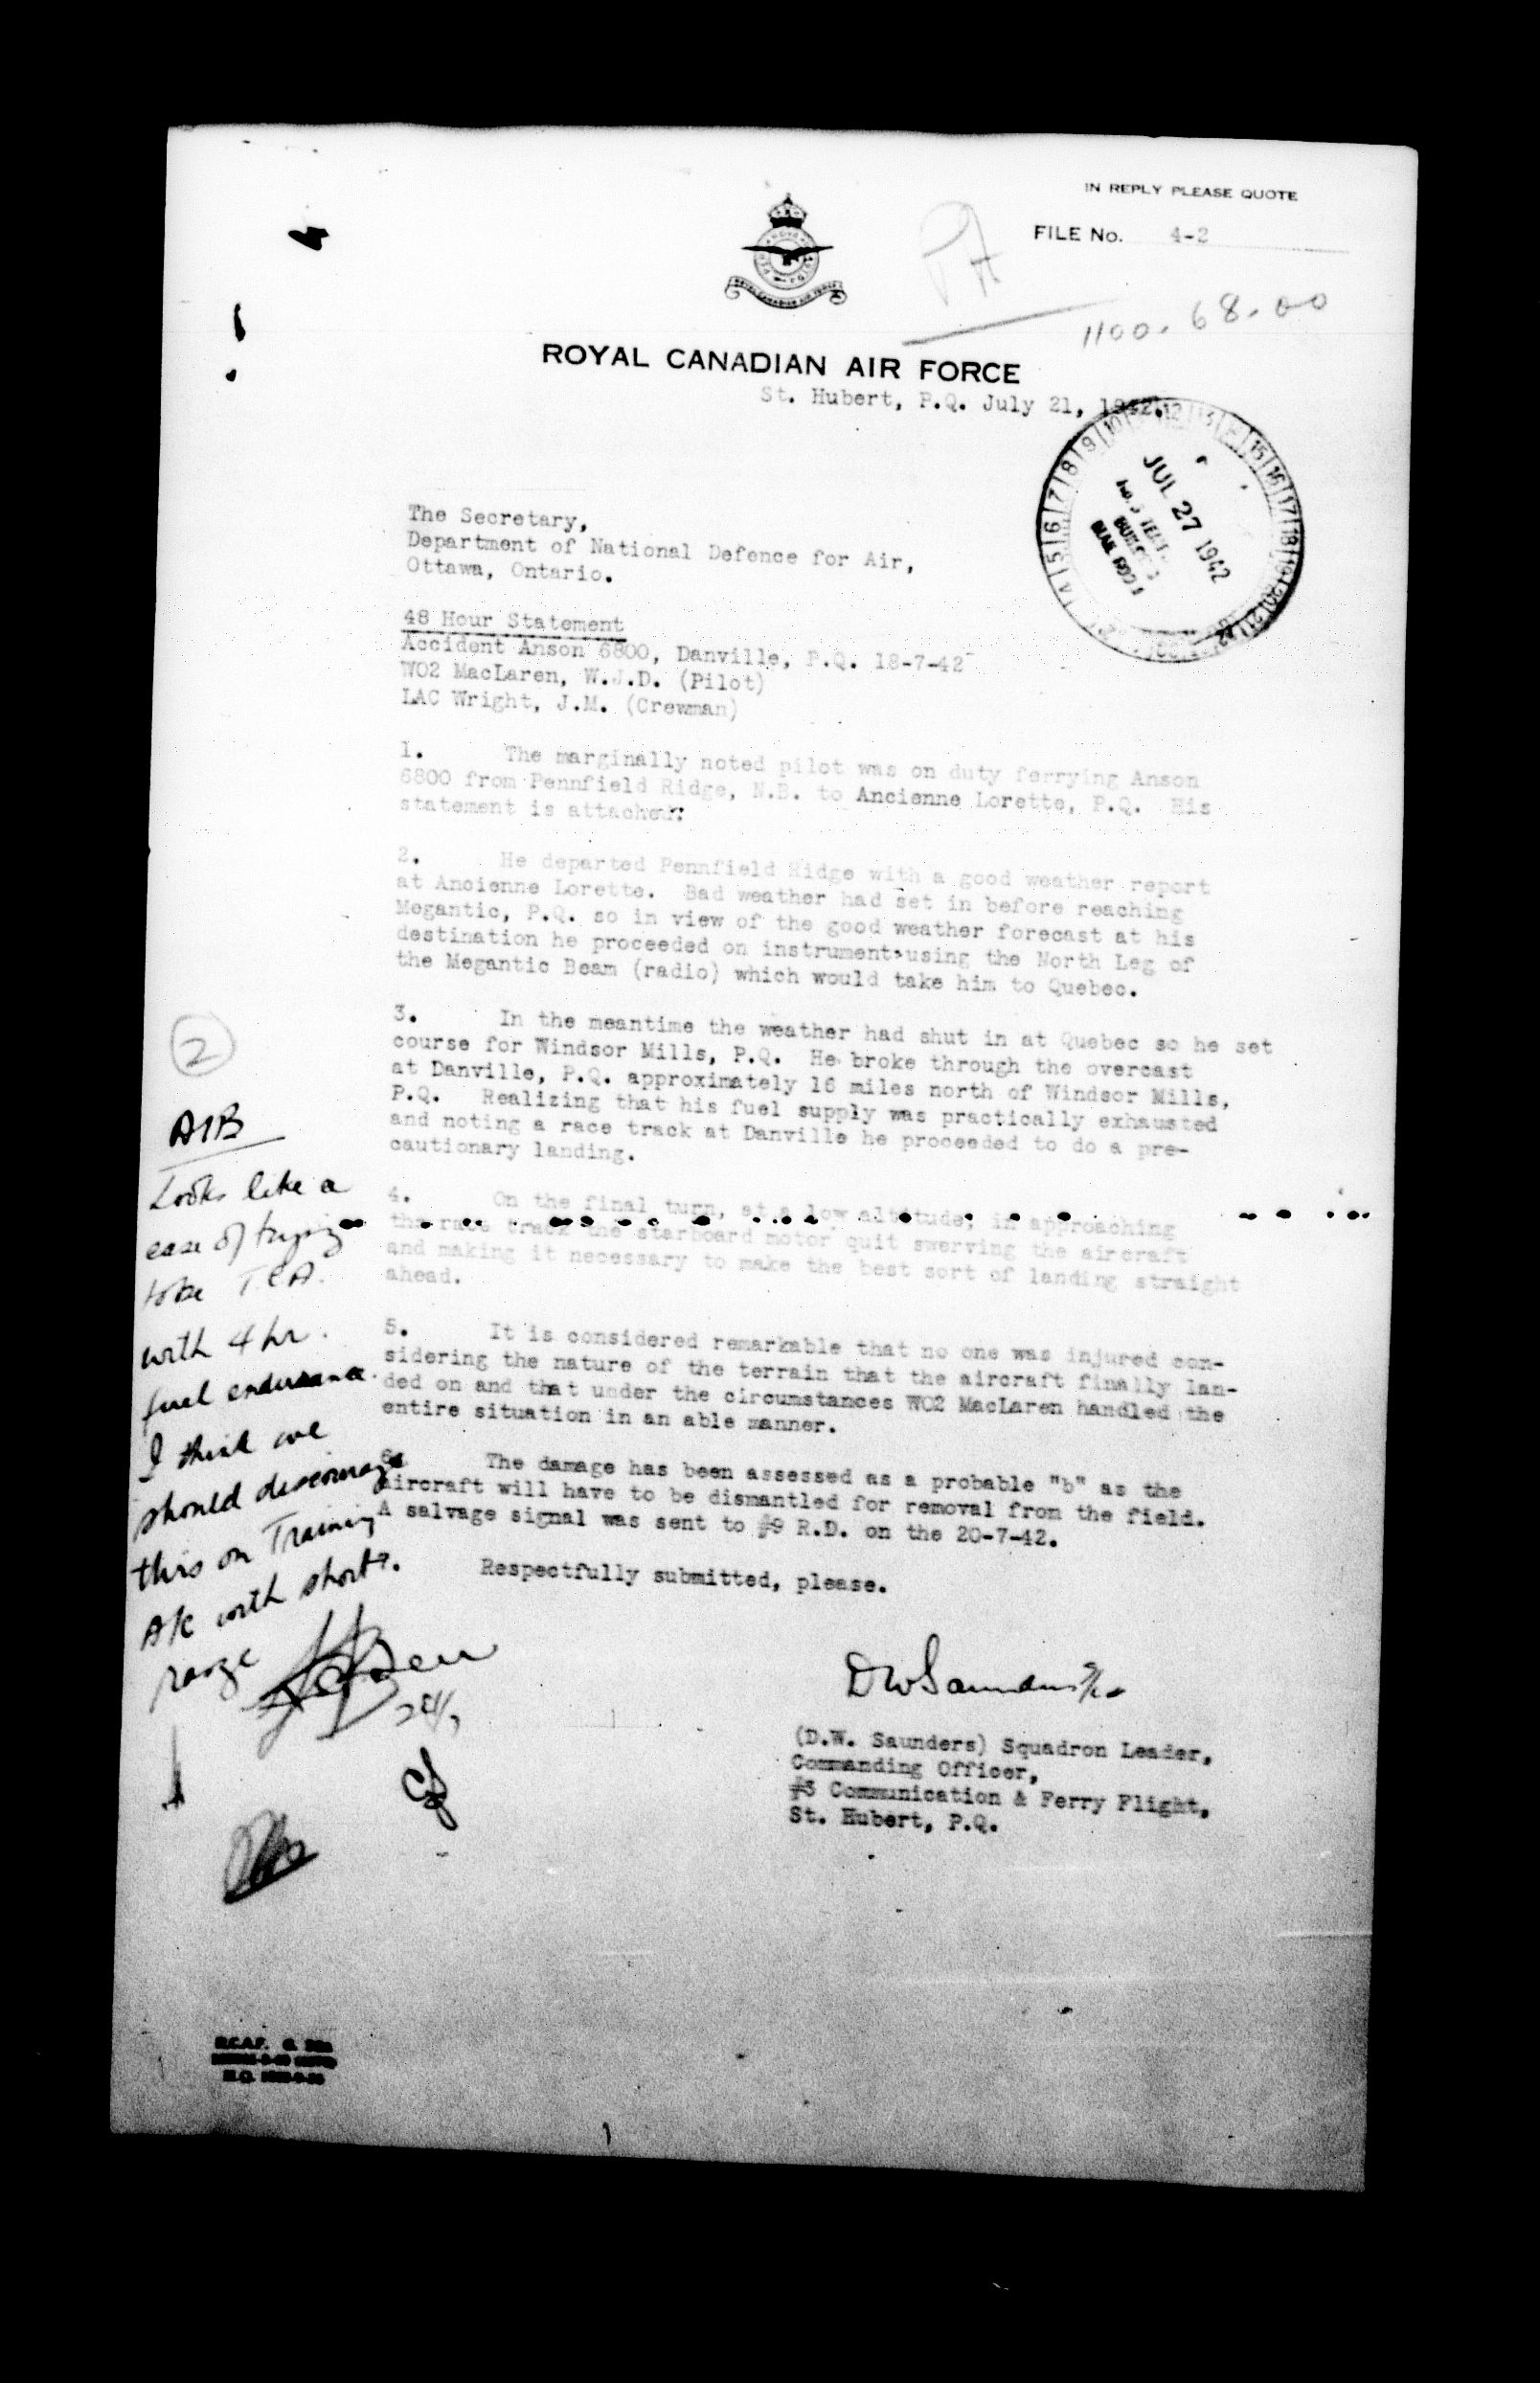 IN REPLY PLEASE QUOTE
FILE No. 4-2
PA
1100.68.00
ROYAL CANADIAN AIR FORCE
St. Hubert, P.Q. July 21, 1942.
JUL 27 1942
The Secretary,
Department of National Defence for Air,
Ottawa, Ontario.
48 Hour Statement
Accident Anson 6800, Danville, P.Q. 18-7-42
WO2 MacLaren, W.J.D. (Pilot)
LAC Wright, J.M. (Crewman)
1. The marginally noted pilot was on duty ferrying Anson
6800 from Pennfield Ridge, N.B. to Ancienne Lorette, P.Q. His
statement is attached.
2. He departed Pennfield Ridge with a good weather report
at Ancienne Lorette. Bad weather had set in before reaching
Megantic, P.Q. so in view of the good weather forecast at his
destination he proceeded on instruments using the North Leg of
the Megantic Beam (radio) which would take him to Quebec.
3. In the meantime the weather had shut in at Quebec so he set
course for Windsor Mills, P.Q. He broke through the overcast
at Danville, P.Q. approximately 16 miles north of Windsor Mills,
P.Q. Realizing that his fuel supply was practically exhausted
and noting a race track at Danville he proceeded to do a pre-
cautionary landing.
4. On the final turn, at a low altitude, in approaching
the race track the starboard motor quit swerving the aircraft
and making it necessary to make the best sort of landing straight
ahead.
5. It is considered remarkable that no one was injured con-
sidering the nature of the terrain that the aircraft finally lan-
ded on and that under the circumstances WO2 MacLaren handled the
entire situation in an able manner.
6. The damage has been assessed as a probable "b" as the
aircraft will have to be dismantled for removal from the field.
A salvage signal was sent to #9 R.D. on the 20-7-42.
Respectfully submitted, please.
DWSaunders S/L
(D.W. Saunders) Squadron Leader,
Commanding Officer,
#3 Communication & Ferry Flight,
St. Hubert, P.Q.
2
AIB
Looks like a
case of trying
to be TCA.
with 4 hr.
fuel endurance.
I think we
should discourage
this on Training
A/C with short
range
R.C.A.F.